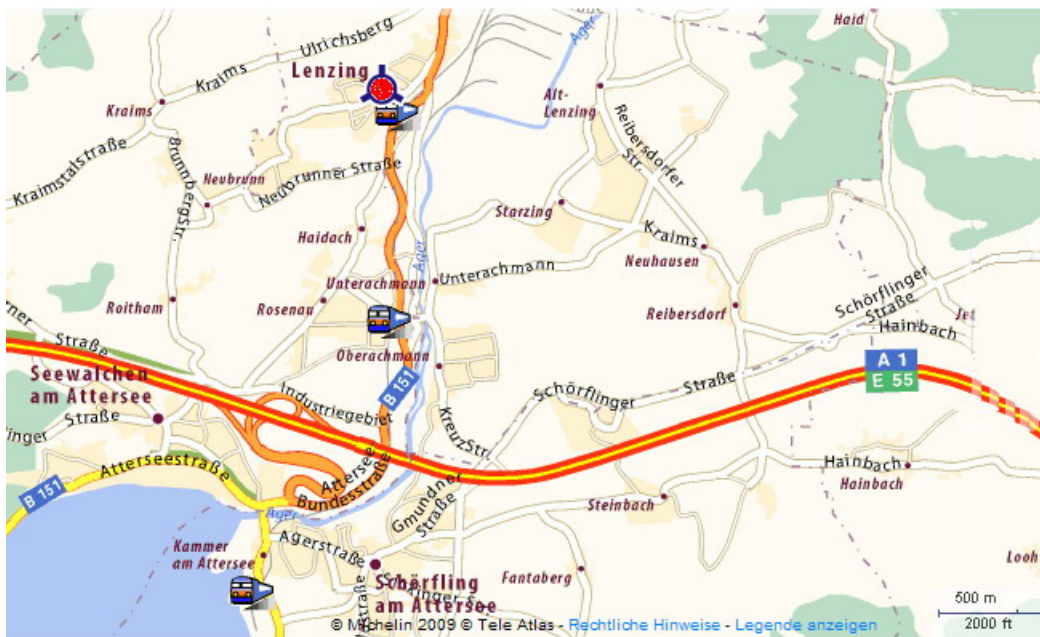 Haid
Ulrichsberg
Ager
Kraims
Lenzing
Kraims
Alt-
Lenzing
Reibersdorfer
Str.
Kraimstalstraße
Brunnbergstr.
Neubrunn
Neubrunner Straße
Starzing
Haidach
Kraims
Ager
Neuhausen
Unterachmann
Unterachmann
Schörflinger
Straße
Roitham
Rosenau
Reibersdorf
Jet
Hainbach
Straße
Oberachmann
A 1
E 55
Seewalchen
am Attersee
B 151
Schörflinger
Straße
Industriegebiet
Straße
KreuzStr.
Attersee
Bundesstraße
Atterseestraße
Hainbach
Hainbach
B 151
Gmundner
Straße
Steinbach
Ager
Agerstraße
Kammer
am Attersee
Looh
Fantaberg
Schörfling
am Attersee
500 m
2000 ft
© Michelin 2009 © Tele Atlas - Rechtliche Hinweise - Legende anzeigen